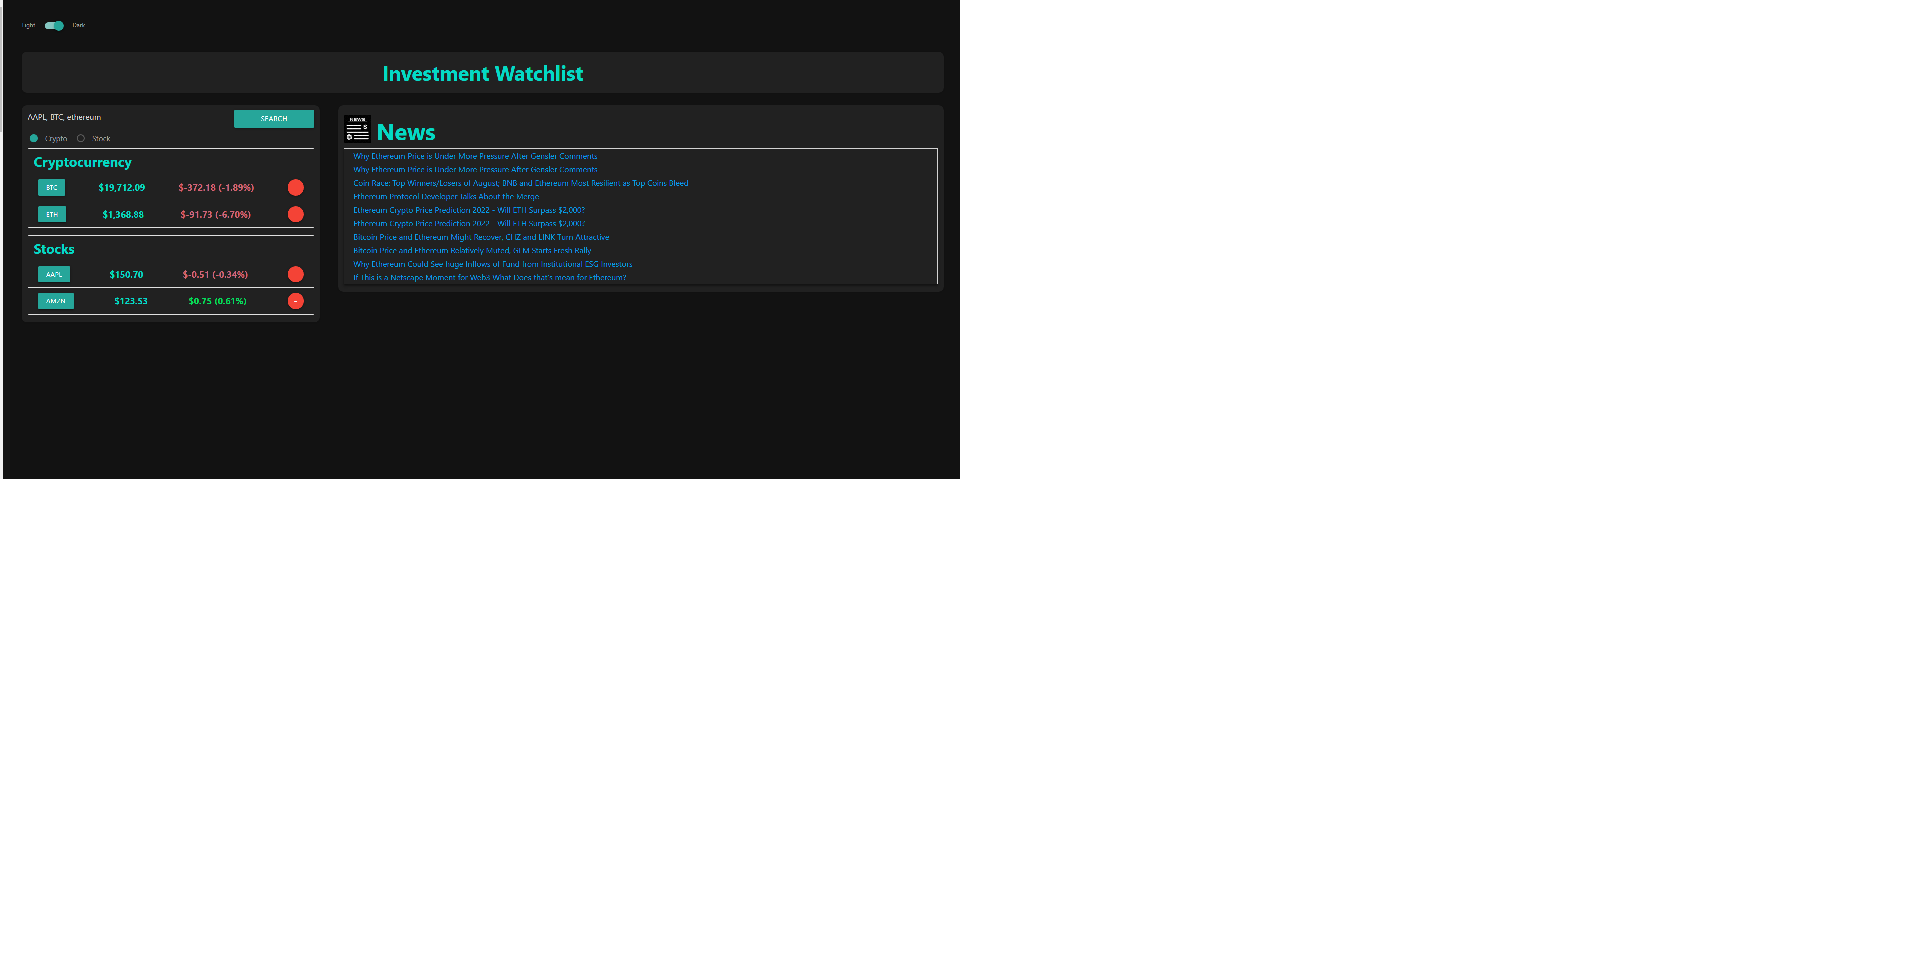 Light Dark
Investment Watchlist
AAPL, BTC, ethereum SEARCH
Crypto Stock
Cryptocurrency
BTC $19,712.09 $-372.18 (-1.89%)
ETH $1,368.88 $-91.73 (-6.70%)
Stocks
AAPL $150.70 $-0.51 (-0.34%)
AMZN $123.53 $0.75 (0.61%) -
NEWS
News
Why Ethereum Price is Under More Pressure After Gensler Comments
Why Ethereum Price is Under More Pressure After Gensler Comments
Coin Race: Top Winners/Losers of August; BNB and Ethereum Most Resilient as Top Coins Bleed
Ethereum Protocol Developer Talks About the Merge
Ethereum Crypto Price Prediction 2022 - Will ETH Surpass $2,000?
Ethereum Crypto Price Prediction 2022 - Will ETH Surpass $2,000?
Bitcoin Price and Ethereum Might Recover, CHZ and LINK Turn Attractive
Bitcoin Price and Ethereum Relatively Muted, GLM Starts Fresh Rally
Why Ethereum Could See huge Inflows of Fund from Institutional ESG Investors
If This is a Netscape Moment for Web3 What Does that's mean for Ethereum?